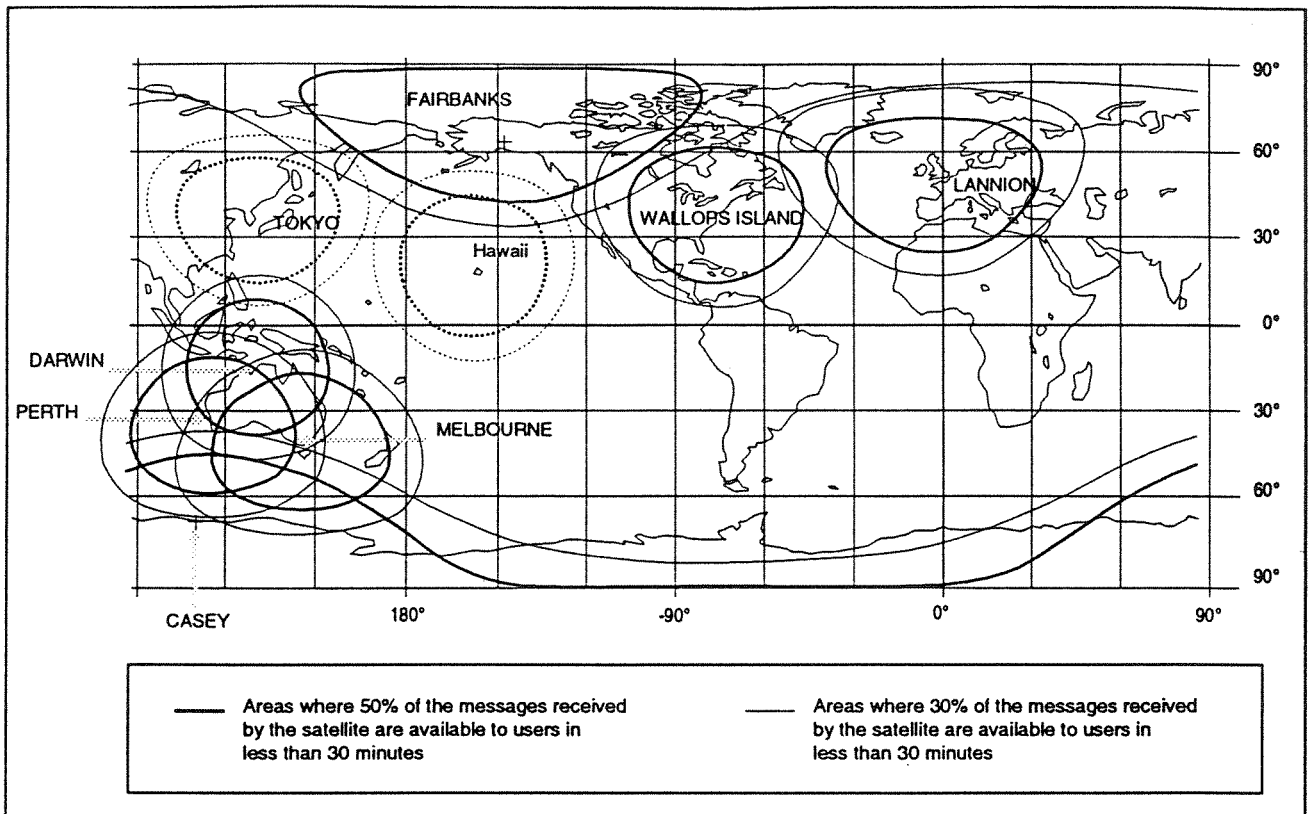 90°
FAIRBANKS
60°
LANNION
TOKYO
WALLOPS ISLAND
30°
Hawaii
0°
DARWIN
PERTH
30°
MELBOURNE
60°
90°
CASEY
180°
-90°
0°
90°
Areas where 50% of the messages received
by the satellite are available to users in
less than 30 minutes
Areas where 30% of the messages received
by the satellite are available to users in
less than 30 minutes